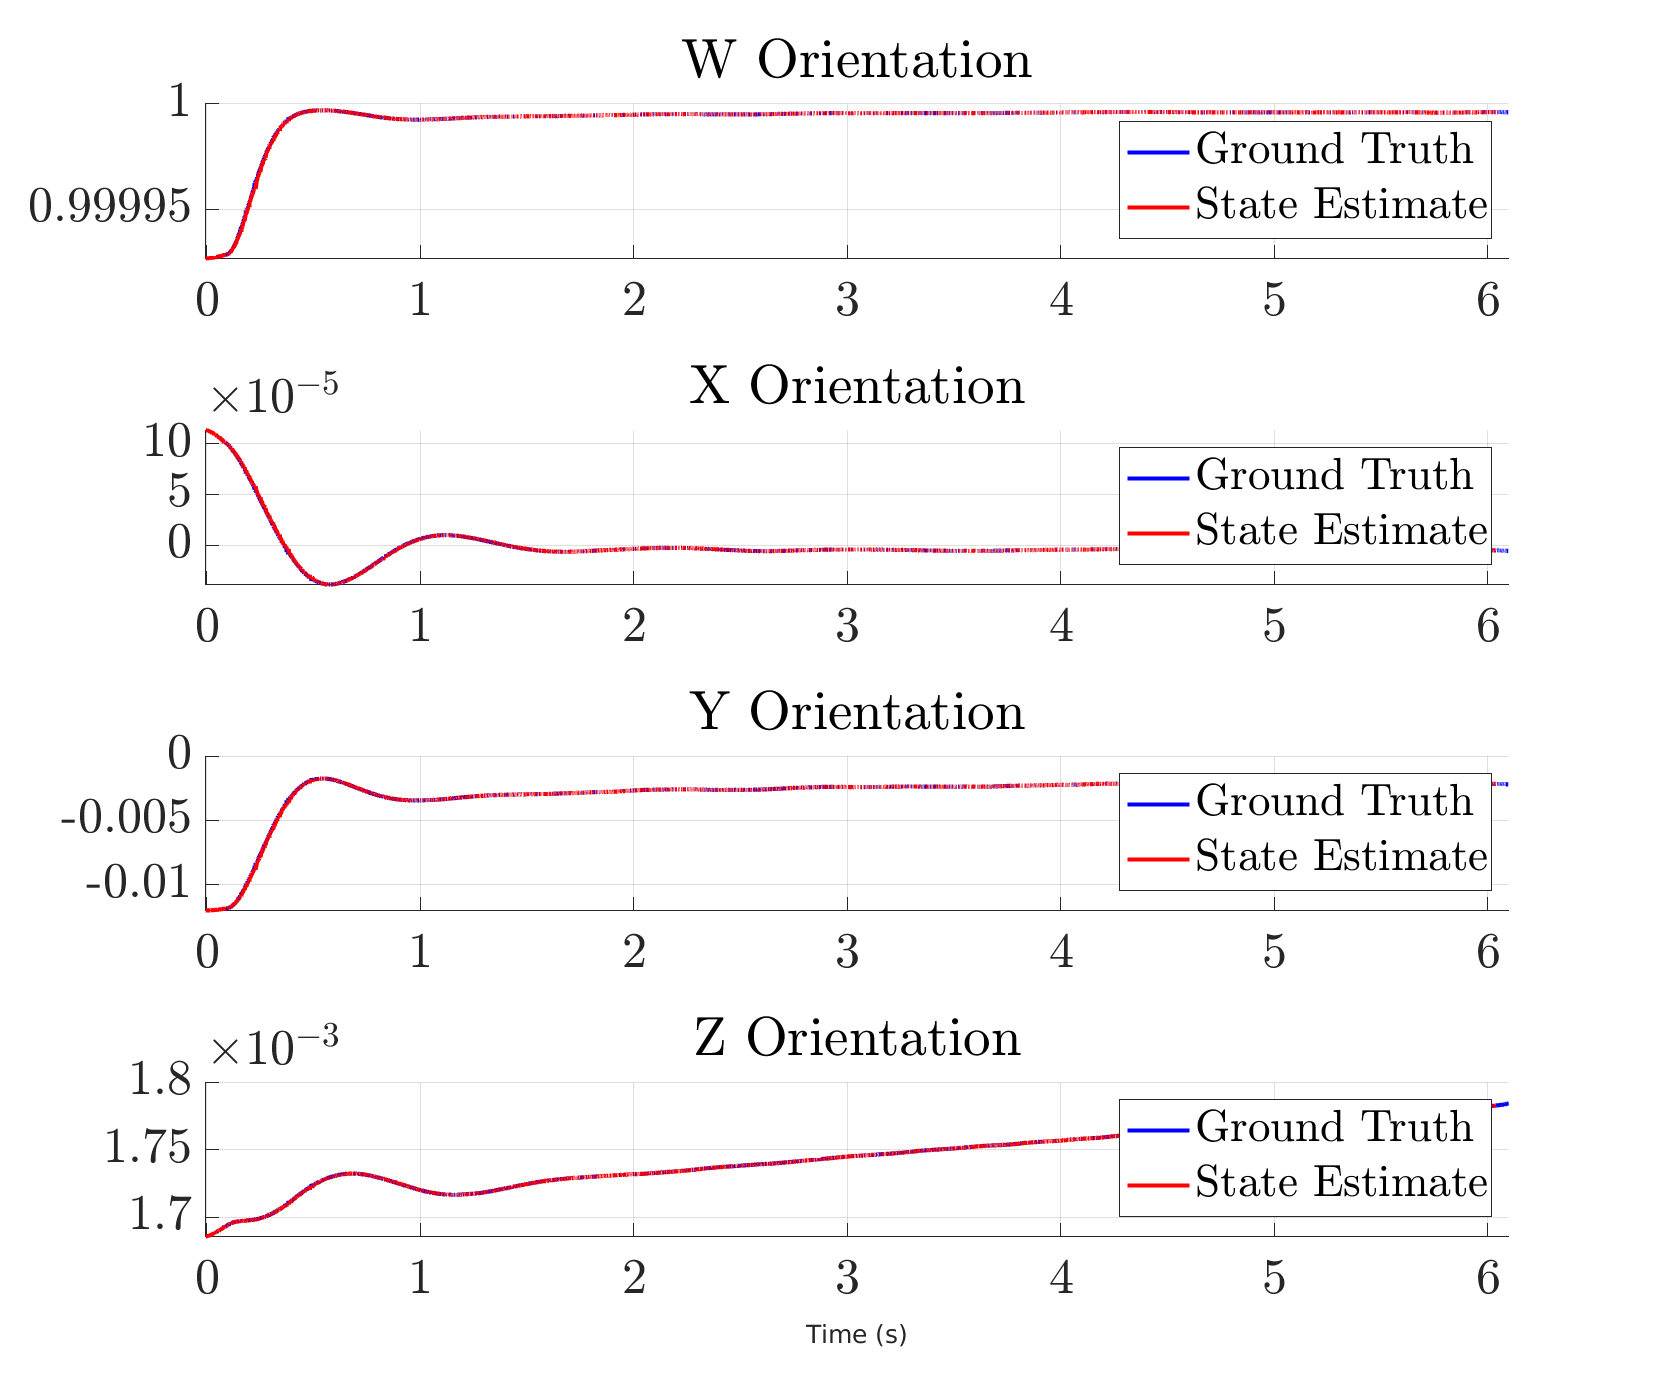 W Orientation
1
0.99995
Ground Truth
State Estimate
0 1 2 3 4 5 6
X Orientation
×10⁻⁵
10
5
0
Ground Truth
State Estimate
0 1 2 3 4 5 6
Y Orientation
0
-0.005
-0.01
Ground Truth
State Estimate
0 1 2 3 4 5 6
Z Orientation
×10⁻³
1.8
1.75
1.7
Ground Truth
State Estimate
0 1 2 3 4 5 6
Time (s)